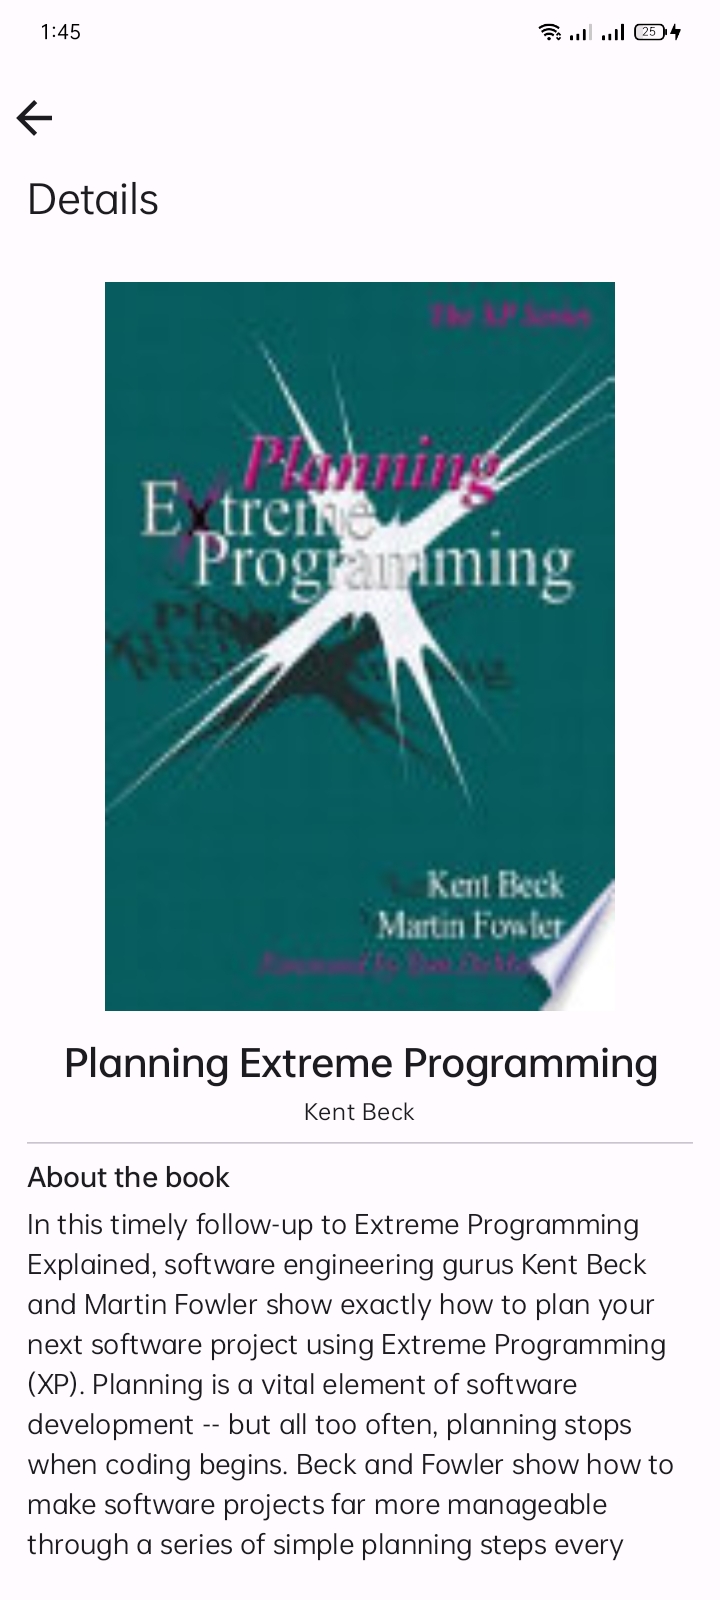 1:45
25
Details
The XP Series
Planning
Extreme
Programming
Kent Beck
Martin Fowler
Foreword by Tom
Planning Extreme Programming
Kent Beck
About the book
In this timely follow-up to Extreme Programming
Explained, software engineering gurus Kent Beck
and Martin Fowler show exactly how to plan your
next software project using Extreme Programming
(XP). Planning is a vital element of software
development -- but all too often, planning stops
when coding begins. Beck and Fowler show how to
make software projects far more manageable
through a series of simple planning steps every